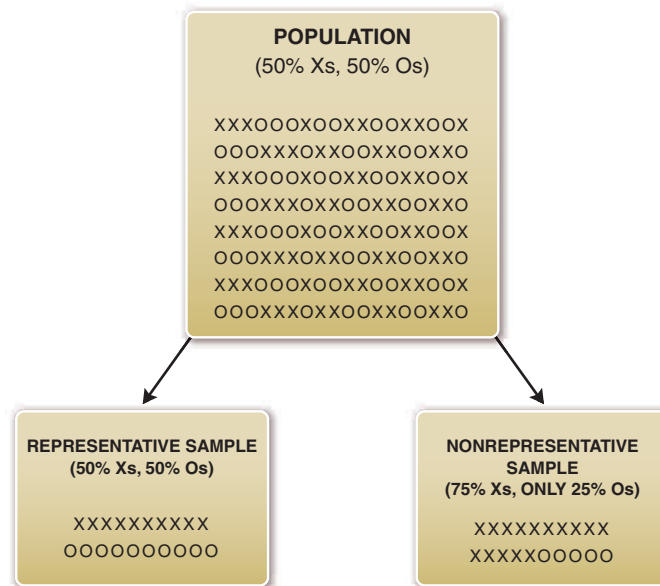 POPULATION
(50% Xs, 50% Os)
XXXOOOXOOXXOOXXOOX
OOOXXXOXXOOXXOOXXO
XXXOOOXOOXXOOXXOOX
OOOXXXOXXOOXXOOXXO
XXXOOOXOOXXOOXXOOX
OOOXXXOXXOOXXOOXXO
XXXOOOXOOXXOOXXOOX
OOOXXXOXXOOXXOOXXO
REPRESENTATIVE SAMPLE
(50% Xs, 50% Os)
XXXXXXXXXX
OOOOOOOOOO
NONREPRESENTATIVE
SAMPLE
(75% Xs, ONLY 25% Os)
XXXXXXXXXX
XXXXXOOOOO